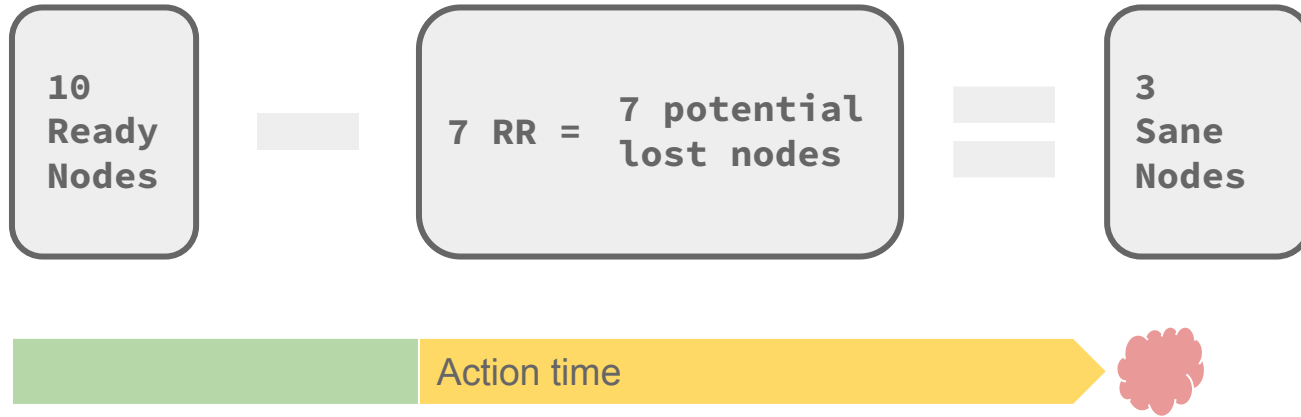 10
Ready
Nodes
7 RR =
7 potential
lost nodes
3
Sane
Nodes
Action time